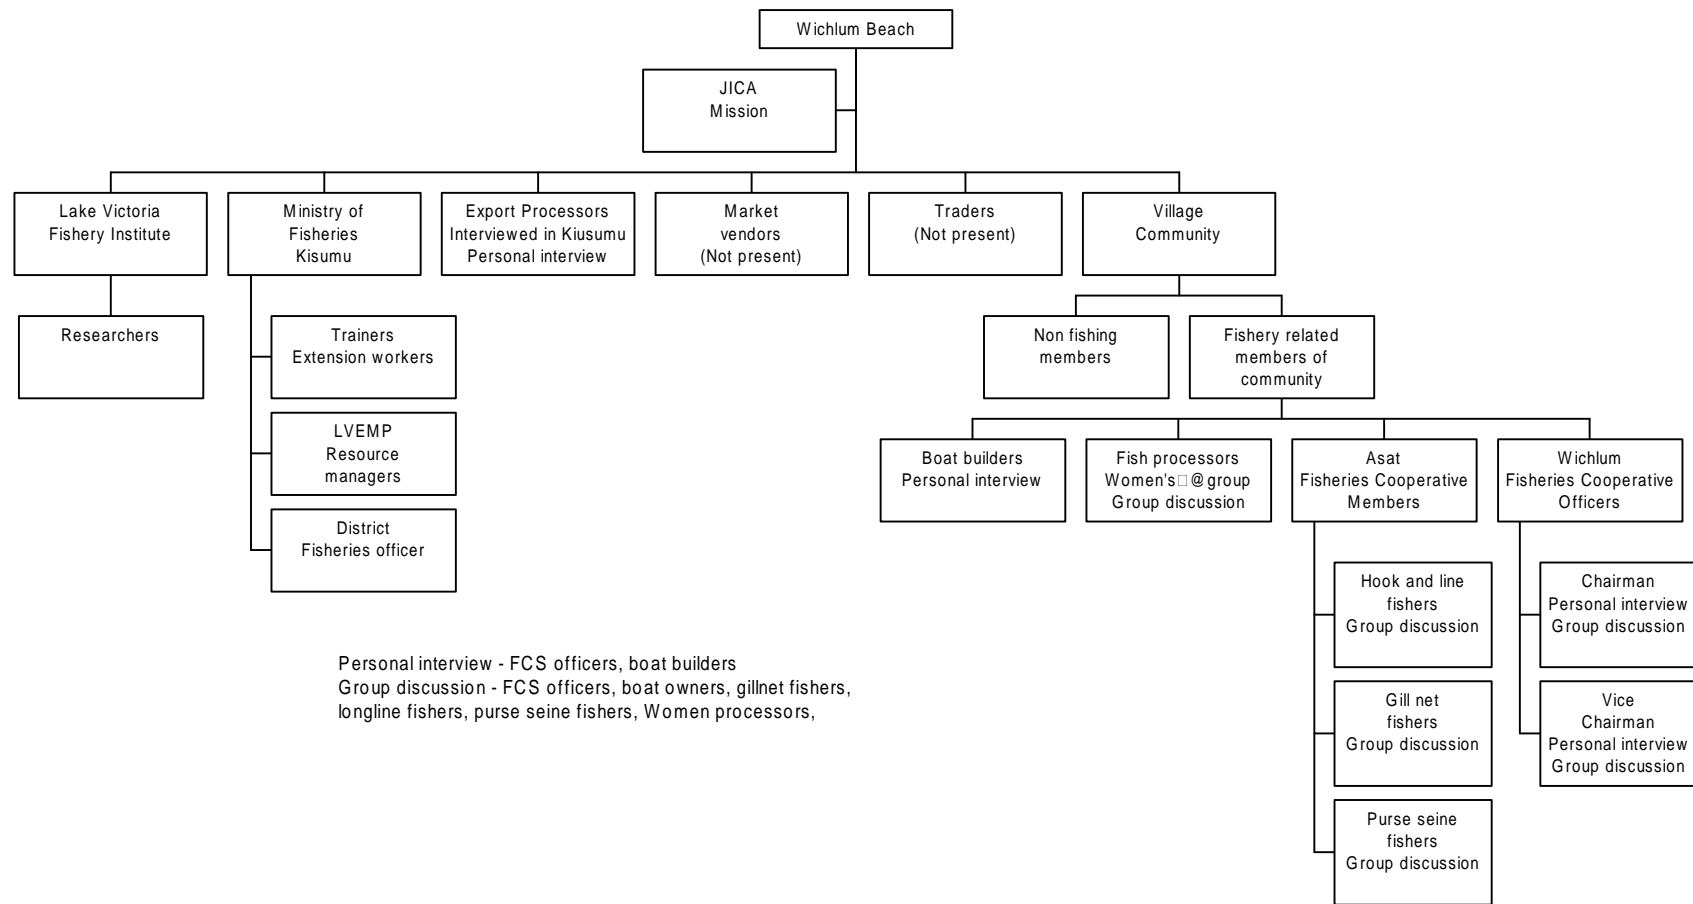 Wichlum Beach
JICA
Mission
Lake Victoria
Fishery Institute
Ministry of
Fisheries
Kisumu
Export Processors
Interviewed in Kiusumu
Personal interview
Market
vendors
(Not present)
Traders
(Not present)
Village
Community
Researchers
Trainers
Extension workers
LVEMP
Resource
managers
District
Fisheries officer
Non fishing
members
Fishery related
members of
community
Boat builders
Personal interview
Fish processors
Women's□@group
Group discussion
Asat
Fisheries Cooperative
Members
Wichlum
Fisheries Cooperative
Officers
Hook and line
fishers
Group discussion
Gill net
fishers
Group discussion
Purse seine
fishers
Group discussion
Chairman
Personal interview
Group discussion
Vice
Chairman
Personal interview
Group discussion
Personal interview - FCS officers, boat builders
Group discussion - FCS officers, boat owners, gillnet fishers,
longline fishers, purse seine fishers, Women processors,